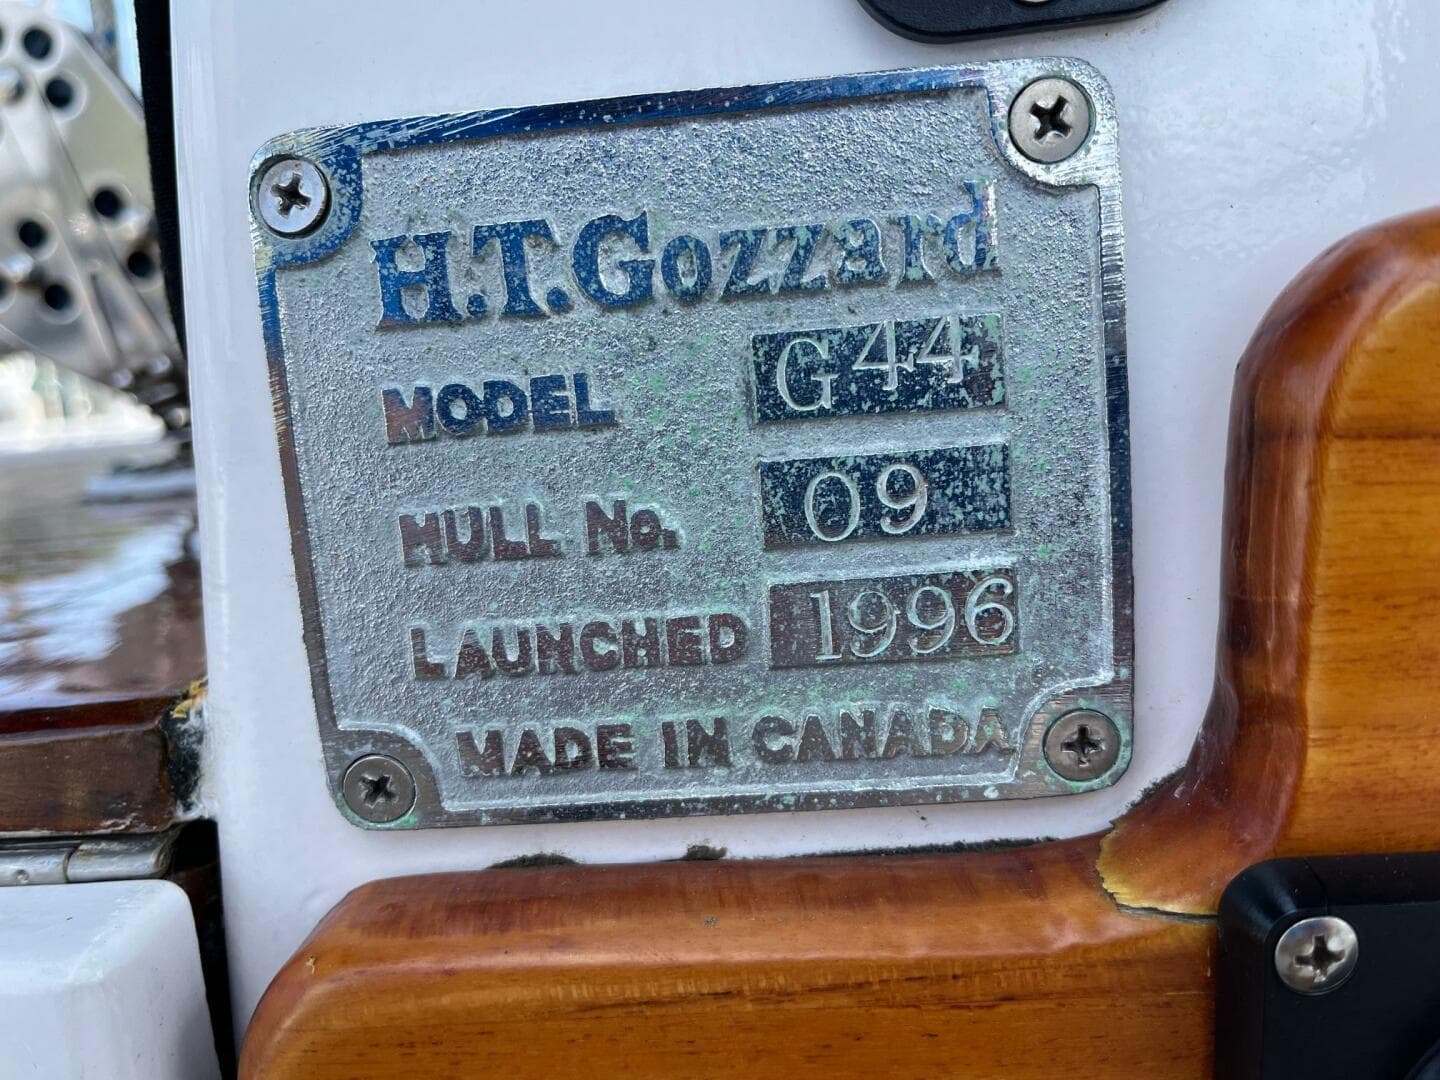 H.T.Gozzard
MODEL G44
HULL No. 09
LAUNCHED 1996
MADE IN CANADA